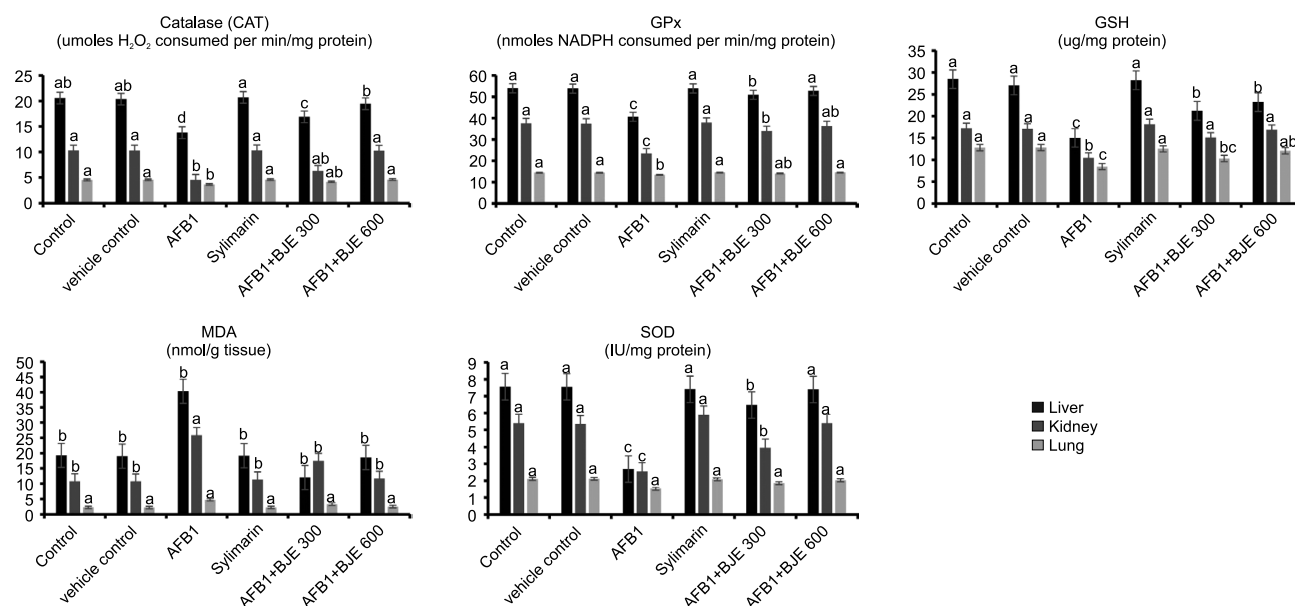 Catalase (CAT)
(umoles H₂O₂ consumed per min/mg protein)
25
20
15
10
5
0
ab
a
a
ab
a
a
d
b
b
a
a
a
c
ab
ab
b
a
a
Control
vehicle control
AFB1
Sylimarin
AFB1+BJE 300
AFB1+BJE 600
GPx
(nmoles NADPH consumed per min/mg protein)
60
50
40
30
20
10
0
a
a
a
a
a
a
c
c
b
a
a
a
b
a
ab
a
ab
a
Control
vehicle control
AFB1
Sylimarin
AFB1+BJE 300
AFB1+BJE 600
GSH
(ug/mg protein)
35
30
25
20
15
10
5
0
a
a
a
a
a
a
c
b
c
a
a
a
b
a
bc
b
a
ab
Control
vehicle control
AFB1
Sylimarin
AFB1+BJE 300
AFB1+BJE 600
MDA
(nmol/g tissue)
50
45
40
35
30
25
20
15
10
5
0
b
b
a
b
b
a
b
a
a
b
b
a
b
b
a
b
b
a
Control
vehicle control
AFB1
Sylimarin
AFB1+BJE 300
AFB1+BJE 600
SOD
(IU/mg protein)
9
8
7
6
5
4
3
2
1
0
a
a
a
a
a
a
c
c
a
a
a
a
b
b
a
a
a
a
Control
vehicle control
AFB1
Sylimarin
AFB1+BJE 300
AFB1+BJE 600
Liver
Kidney
Lung